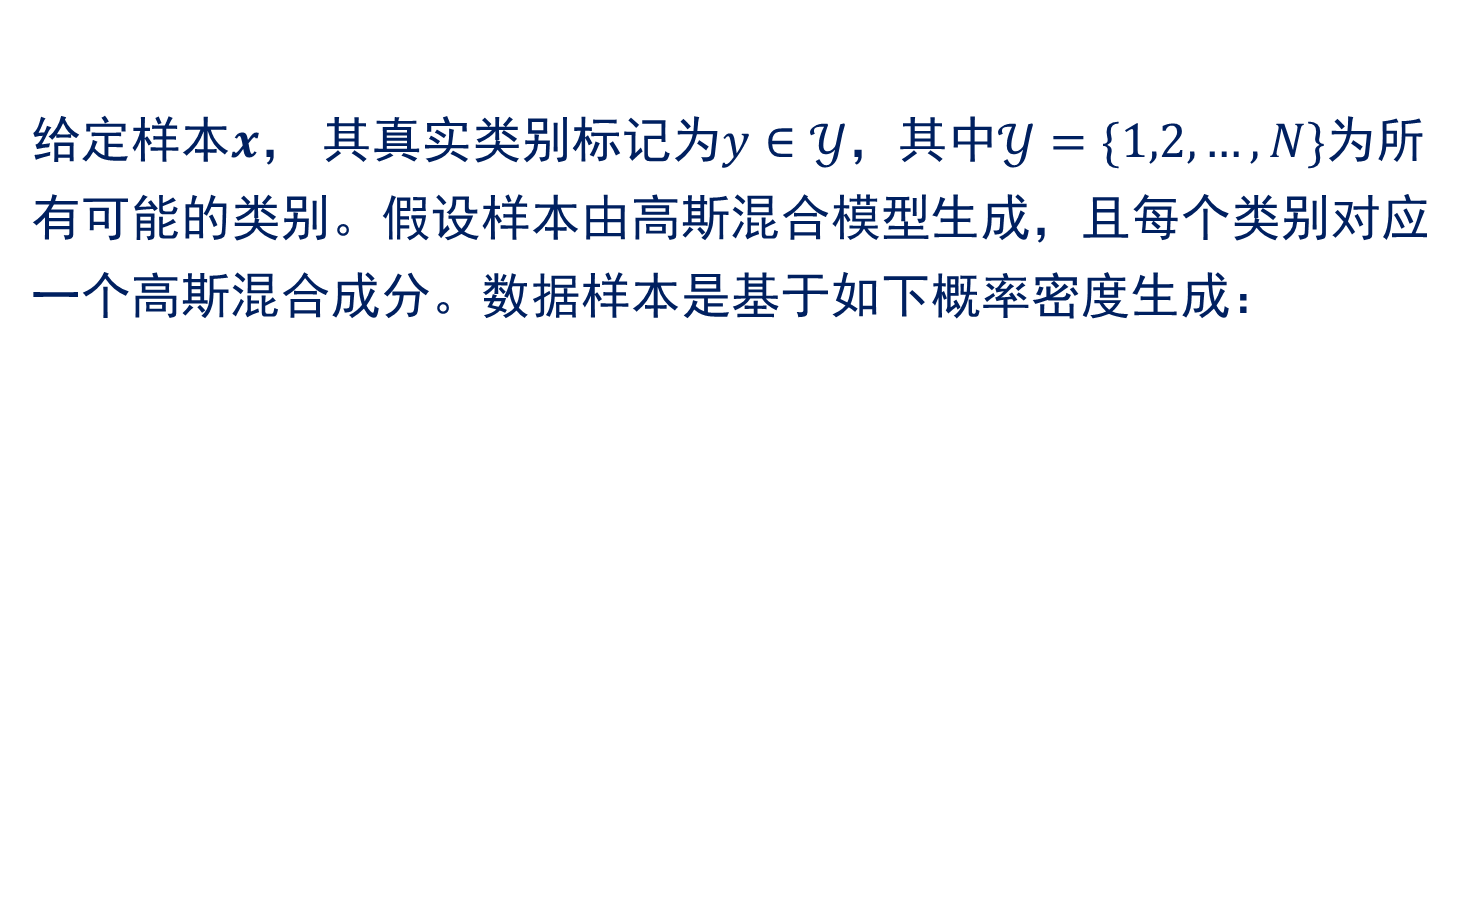 给定样本𝒙， 其真实类别标记为𝑦 ∈ 𝒴，其中𝒴 = {1,2, … , 𝑁}为所
有可能的类别。假设样本由高斯混合模型生成，且每个类别对应
一个高斯混合成分。数据样本是基于如下概率密度生成：